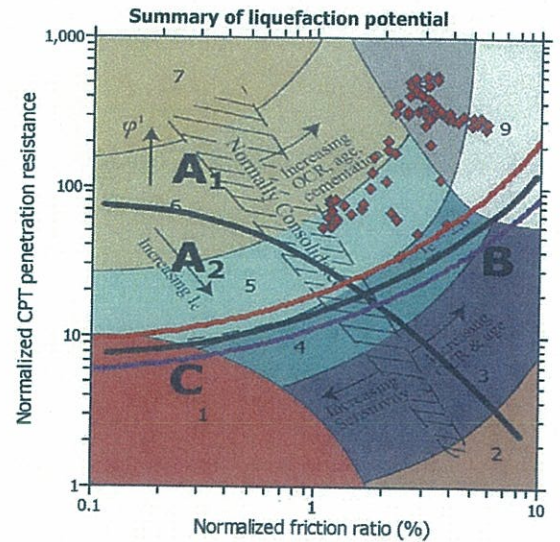 Summary of liquefaction potential
1,000
7
φ'
A1
Normally Consolidated
Increasing
OCR, age,
cementation
9
100
6
A2
Increasing Ic
5
B
10
4
C
1
Increasing
Sensitivity
Increasing
OCR & age
3
2
1
0.1
1
10
Normalized friction ratio (%)
Normalized CPT penetration resistance